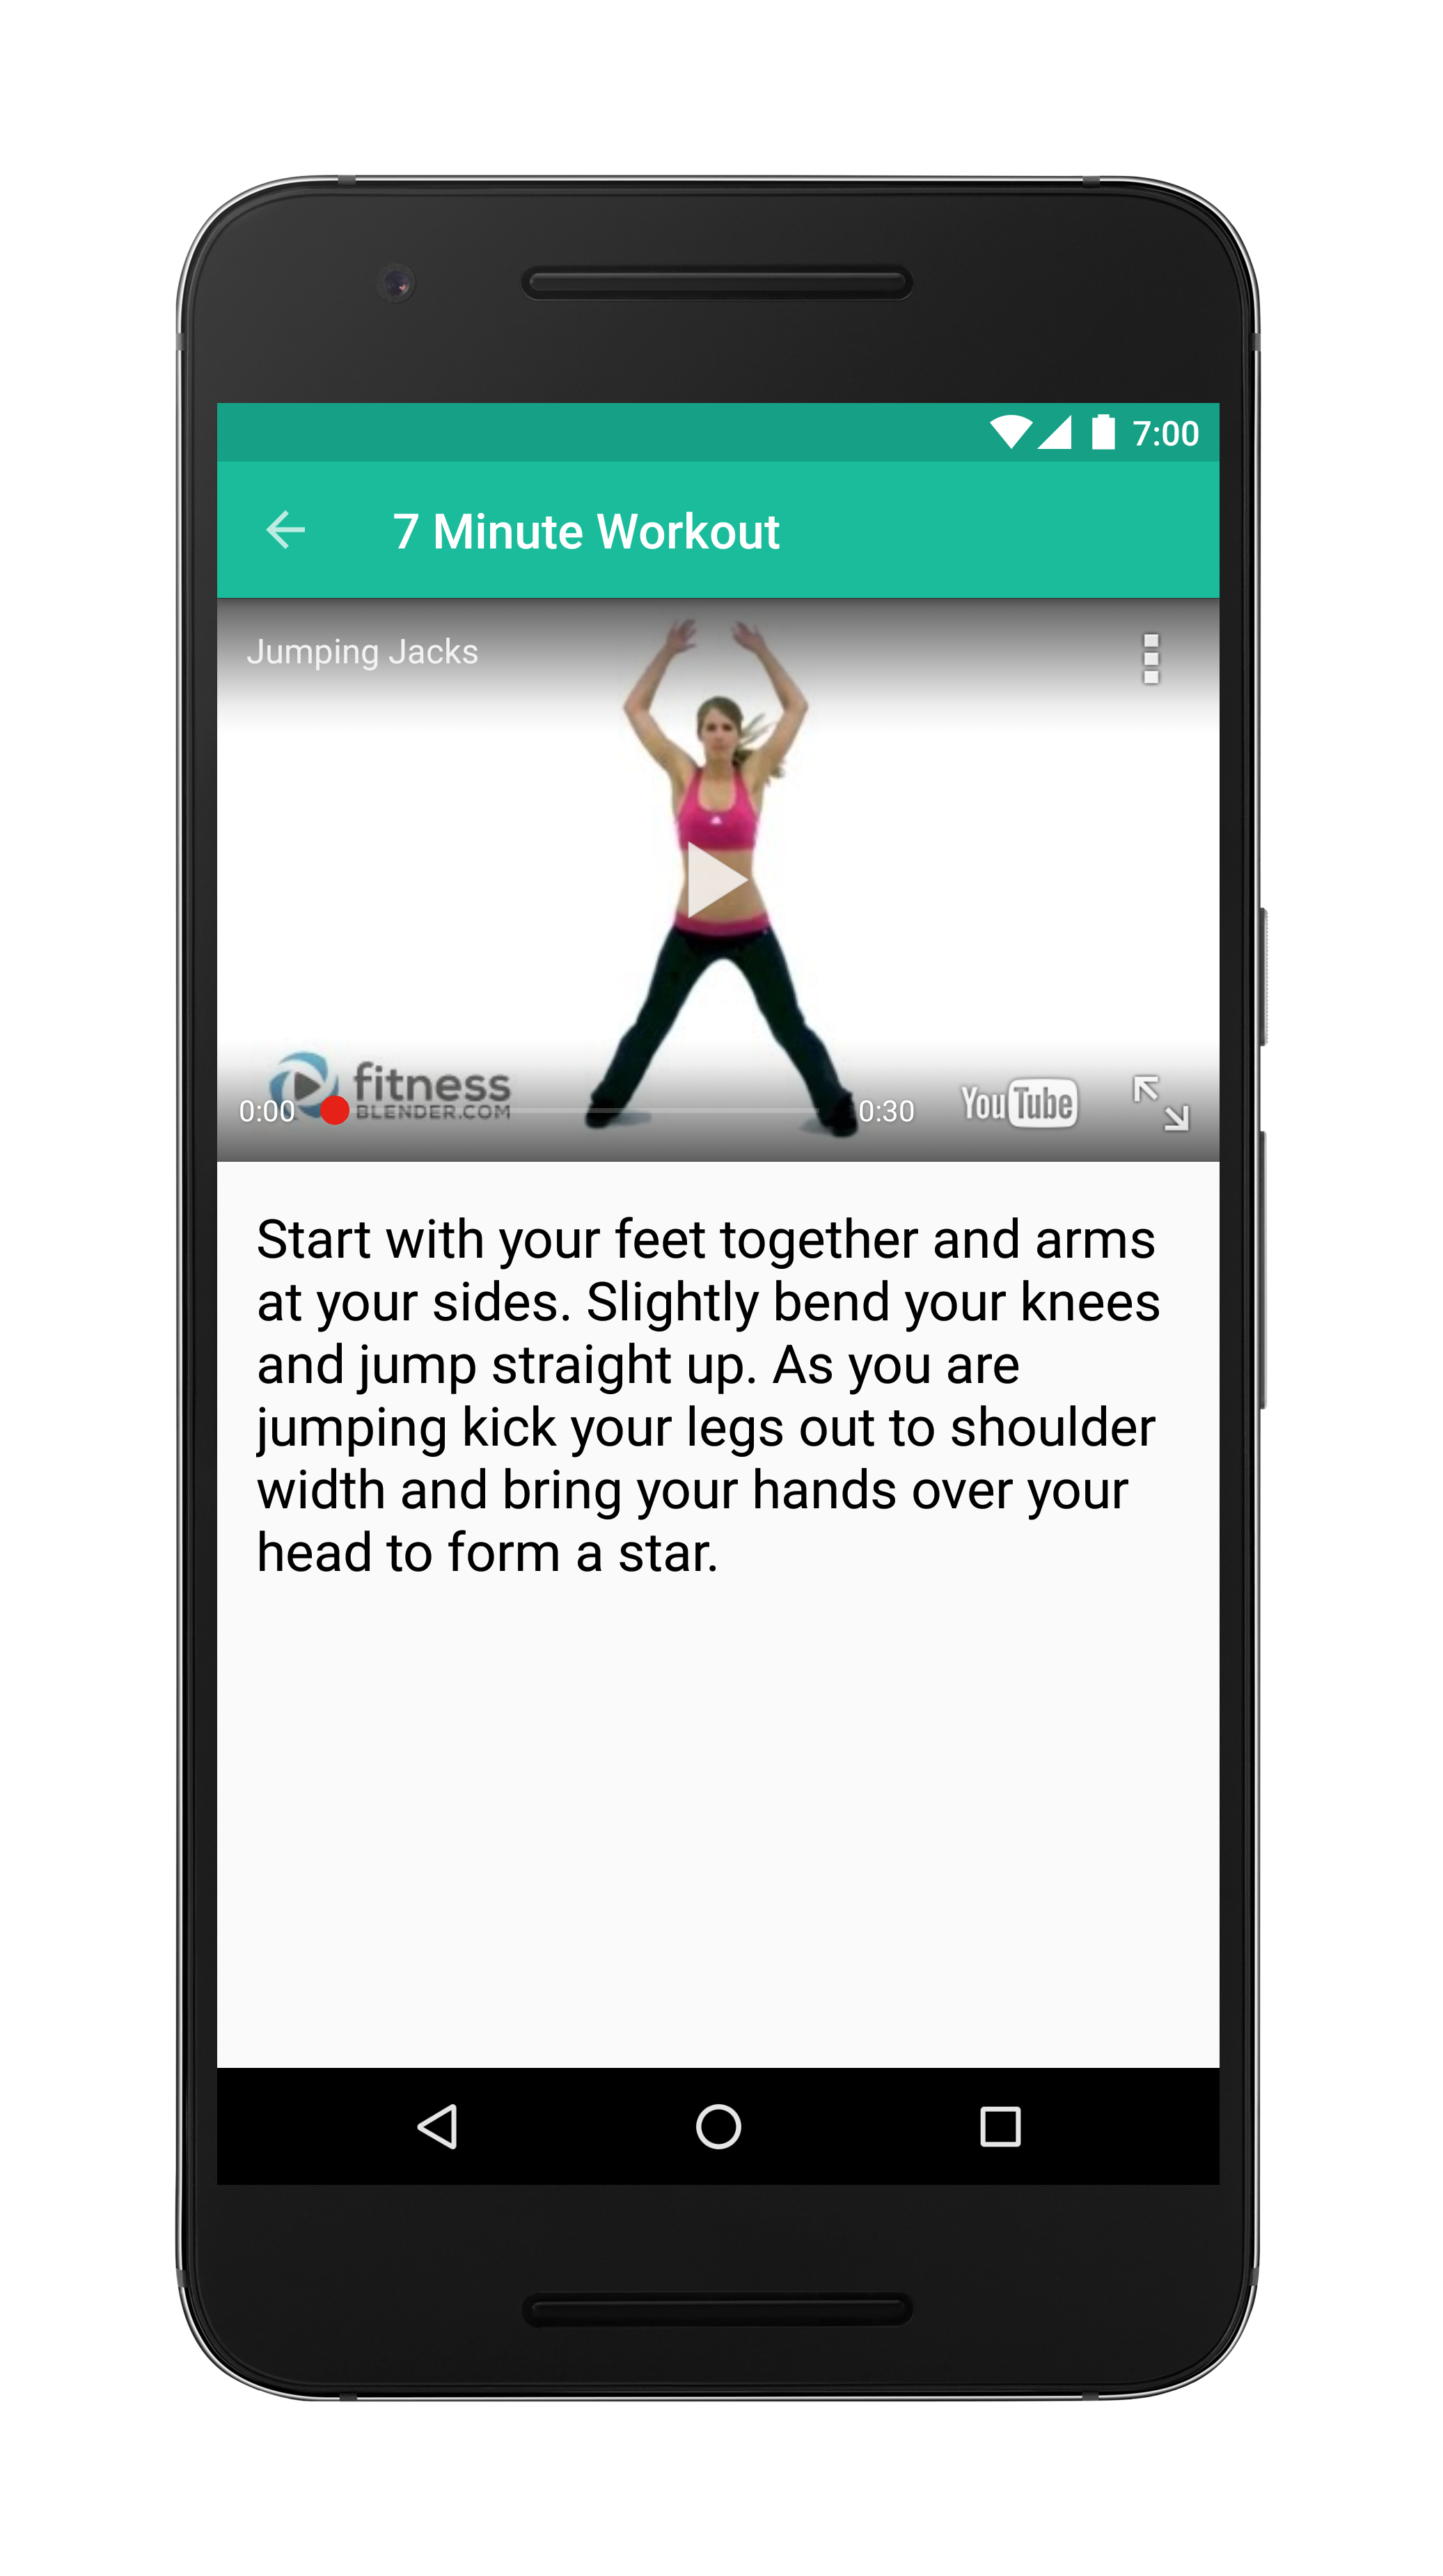 7:00
7 Minute Workout
Jumping Jacks
fitness
BLENDER.COM
0:00
0:30
YouTube
Start with your feet together and arms
at your sides. Slightly bend your knees
and jump straight up. As you are
jumping kick your legs out to shoulder
width and bring your hands over your
head to form a star.